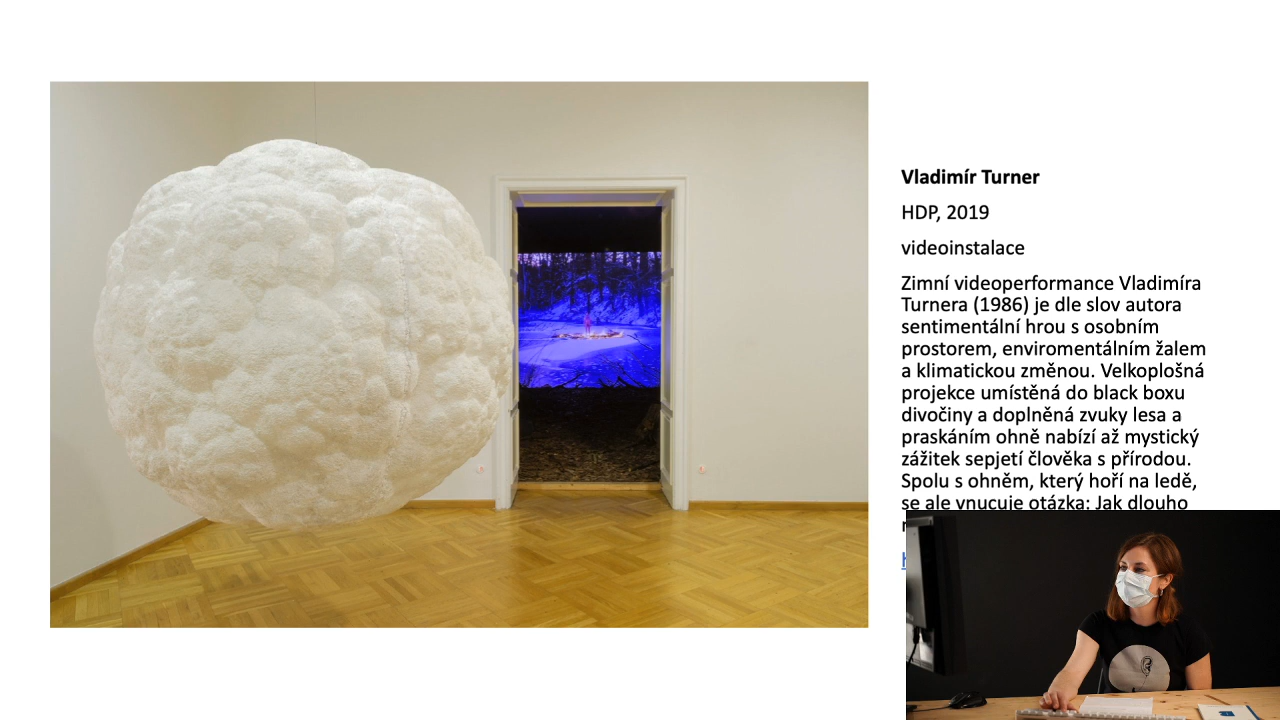 Vladimír Turner
HDP, 2019
videoinstalace
Zimní videoperformance Vladimíra
Turnera (1986) je dle slov autora
sentimentální hrou s osobním
prostorem, enviromentálním žalem
a klimatickou změnou. Velkoplošná
projekce umístěná do black boxu
divočiny a doplněná zvuky lesa a
praskáním ohně nabízí až mystický
zážitek sepjetí člověka s přírodou.
Spolu s ohněm, který hoří na ledě,
se ale vnucuje otázka: Jak dlouho